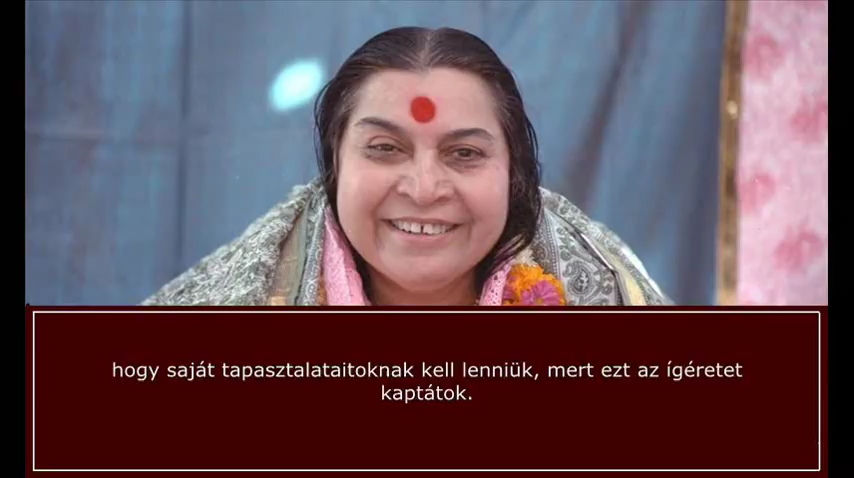 hogy saját tapasztalataitoknak kell lenniük, mert ezt az ígéretet
kaptátok.